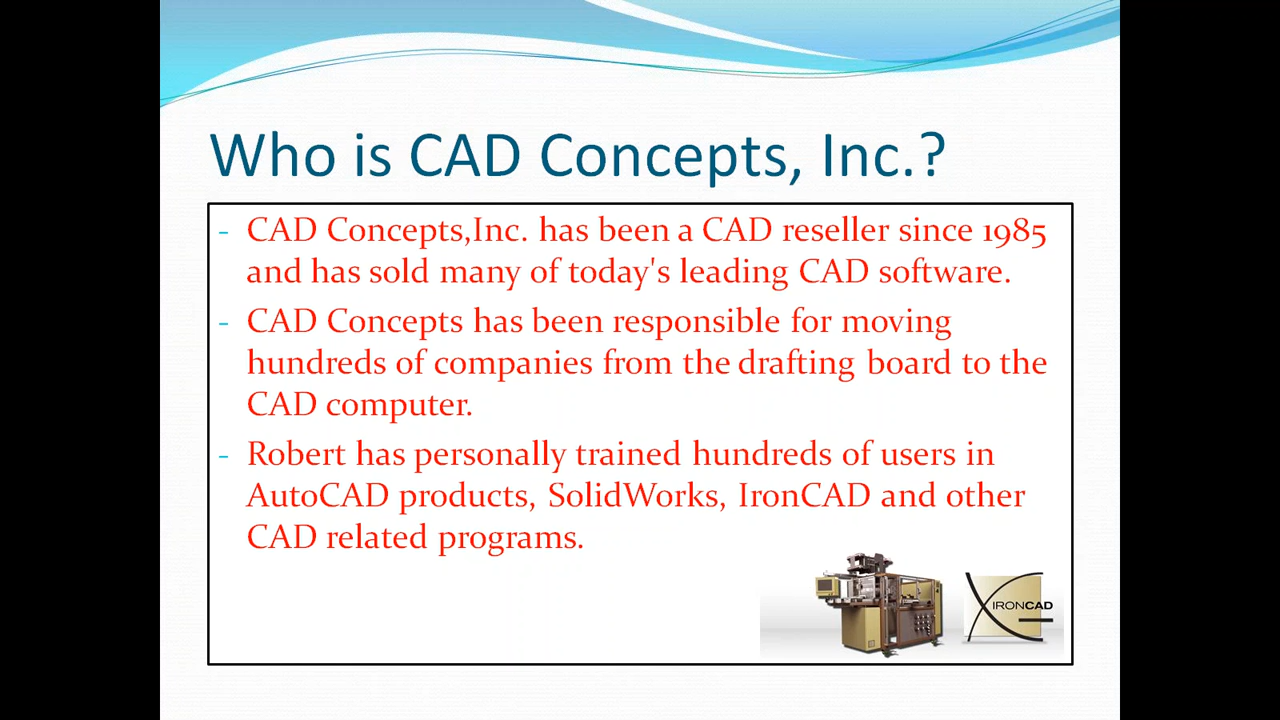 Who is CAD Concepts, Inc.?
- CAD Concepts,Inc. has been a CAD reseller since 1985
and has sold many of today's leading CAD software.
- CAD Concepts has been responsible for moving
hundreds of companies from the drafting board to the
CAD computer.
- Robert has personally trained hundreds of users in
AutoCAD products, SolidWorks, IronCAD and other
CAD related programs.
IRONCAD